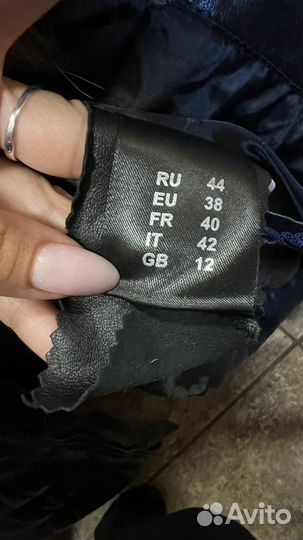 RU 44
EU 38
FR 40
IT 42
GB 12
Avito